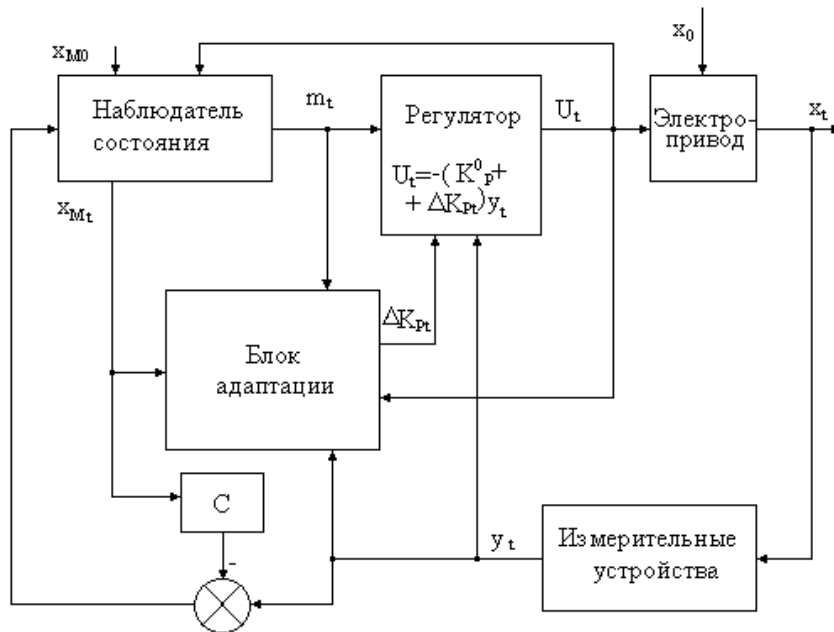 x₀
x_M0
Наблюдатель
состояния
m_t
Регулятор
U_t=-( K⁰_P+
+ ΔK_Pt)y_t
U_t
Электро-
привод
x_t
x_Mt
Блок
адаптации
ΔK_Pt
С
-
y_t
Измерительные
устройства